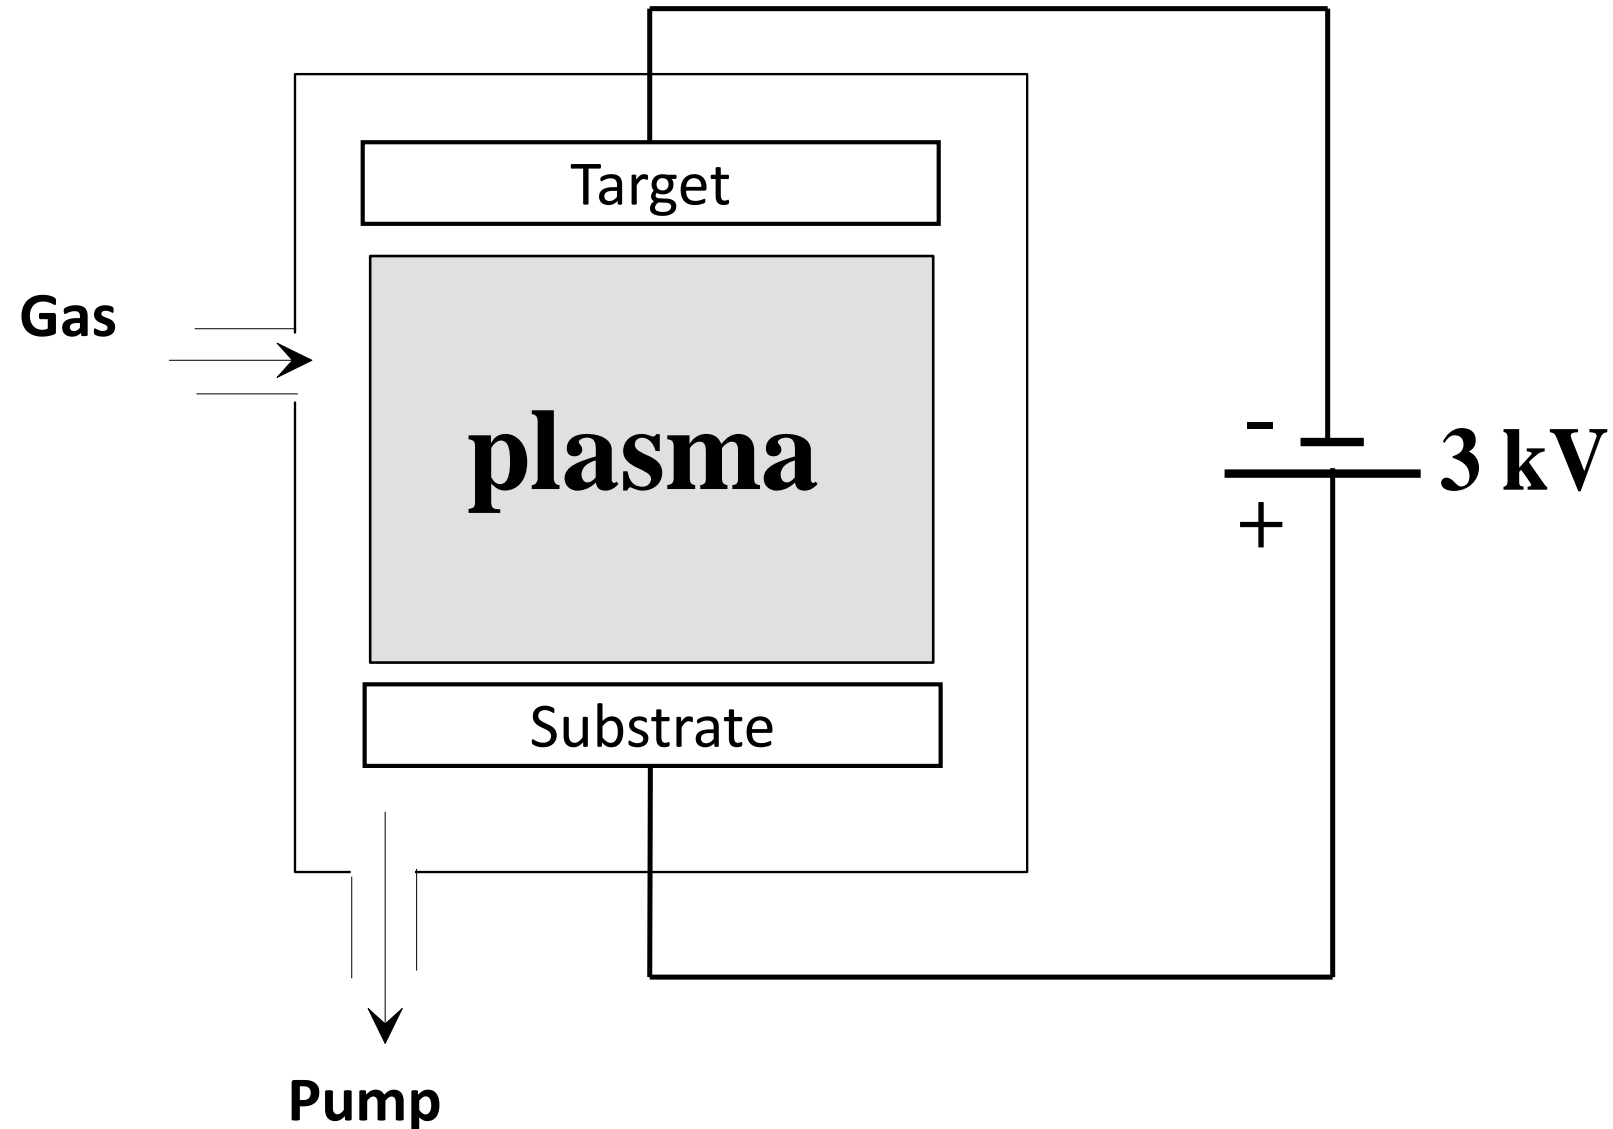 Target
Gas
plasma
-
3 kV
+
Substrate
Pump